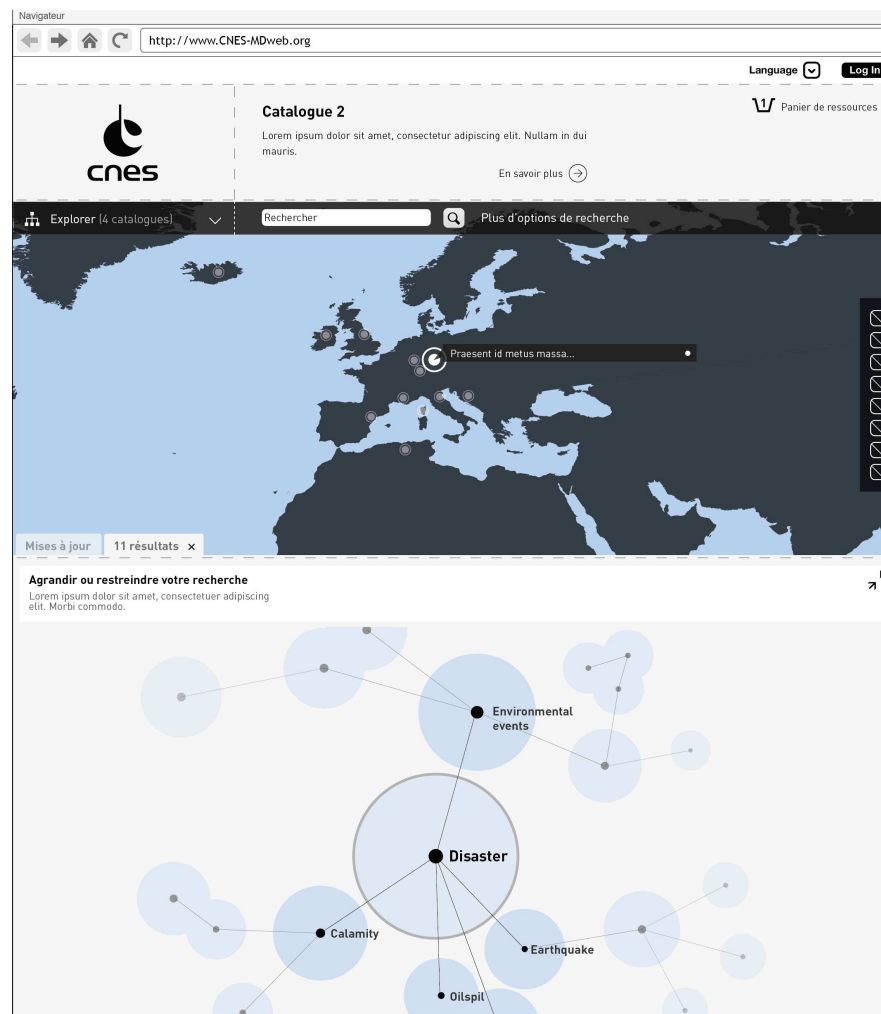 Navigateur
http://www.CNES-MDweb.org
Language
Log In
cnes
Catalogue 2
Lorem ipsum dolor sit amet, consectetur adipiscing elit. Nullam in dui
mauris.
En savoir plus
1 Panier de ressources
Explorer (4 catalogues)
Rechercher
Plus d'options de recherche
Praesent id metus massa...
Mises à jour
11 résultats ×
Agrandir ou restreindre votre recherche
Lorem ipsum dolor sit amet, consectetuer adipiscing
elit. Morbi commodo.
Environmental
events
Disaster
Calamity
Earthquake
Oilspil